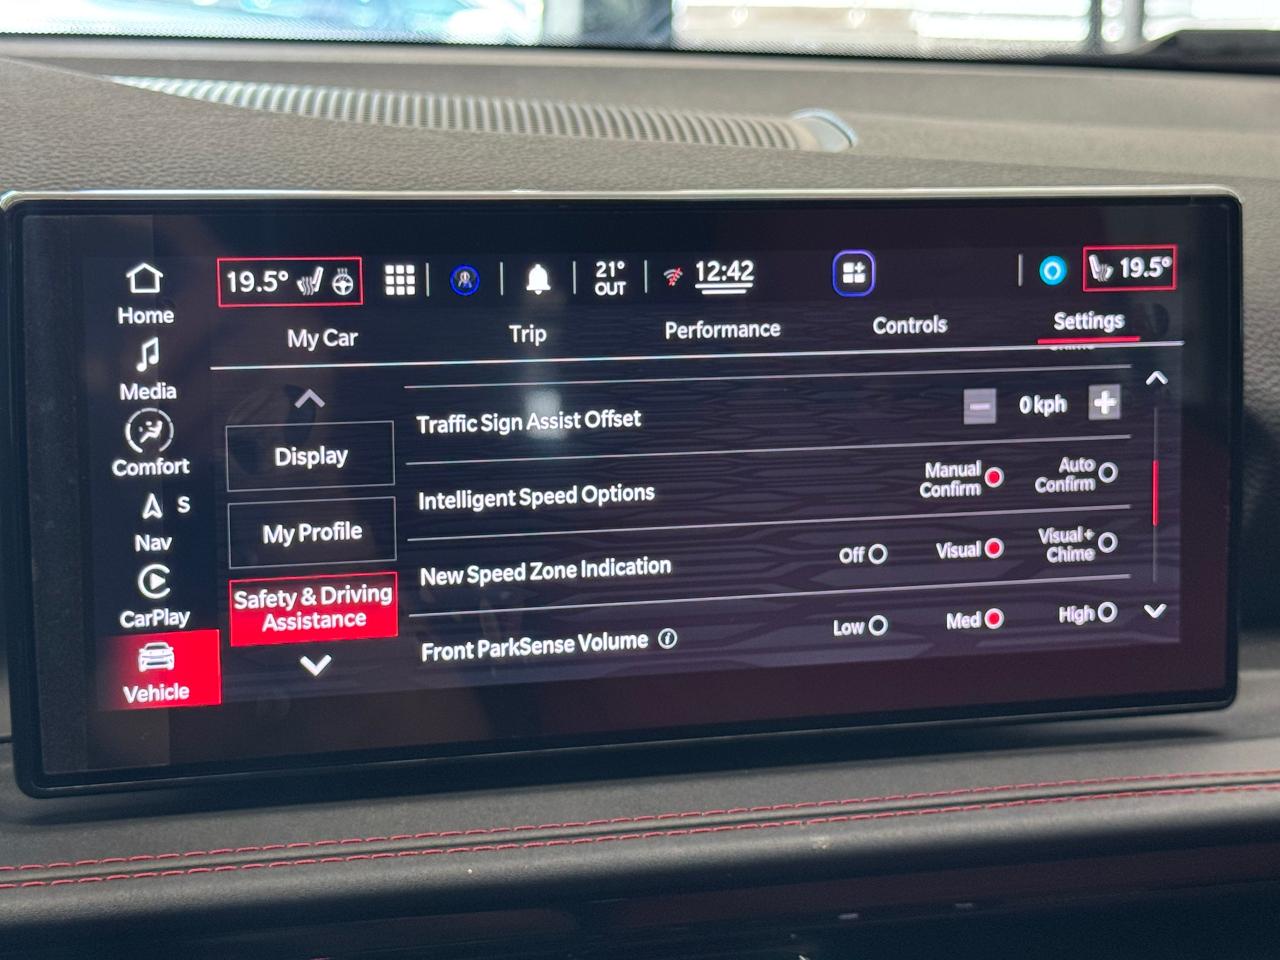 Home
Media
Comfort
S
Nav
CarPlay
Vehicle
19.5°
21°
OUT
12:42
19.5°
My Car
Trip
Performance
Controls
Settings
Display
My Profile
Safety & Driving
Assistance
Traffic Sign Assist Offset
0 kph
Intelligent Speed Options
Manual
Confirm
Auto
Confirm
New Speed Zone Indication
Off
Visual
Visual+
Chime
Front ParkSense Volume
Low
Med
High